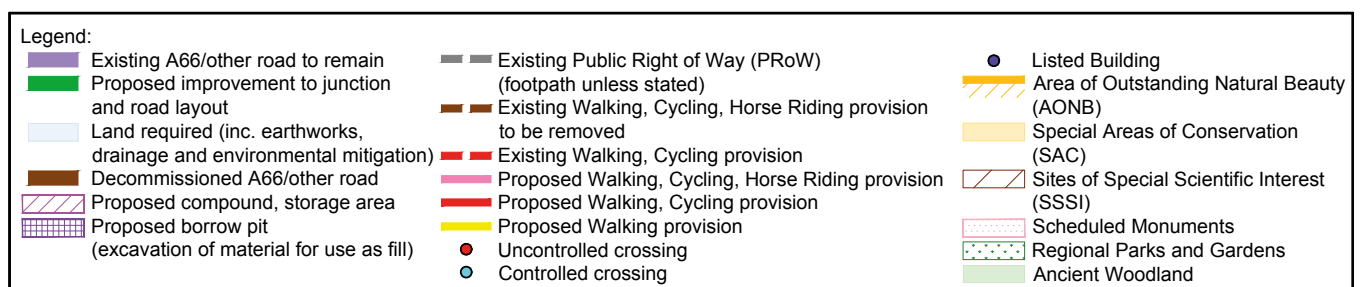 Legend:
Existing A66/other road to remain
Proposed improvement to junction
and road layout
Land required (inc. earthworks,
drainage and environmental mitigation)
Decommissioned A66/other road
Proposed compound, storage area
Proposed borrow pit
(excavation of material for use as fill)
Existing Public Right of Way (PRoW)
(footpath unless stated)
Existing Walking, Cycling, Horse Riding provision
to be removed
Existing Walking, Cycling provision
Proposed Walking, Cycling, Horse Riding provision
Proposed Walking, Cycling provision
Proposed Walking provision
Uncontrolled crossing
Controlled crossing
Listed Building
Area of Outstanding Natural Beauty
(AONB)
Special Areas of Conservation
(SAC)
Sites of Special Scientific Interest
(SSSI)
Scheduled Monuments
Regional Parks and Gardens
Ancient Woodland